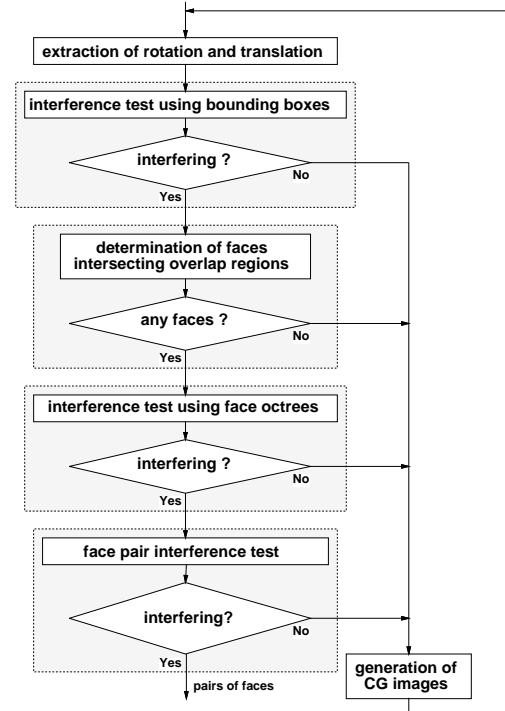 extraction of rotation and translation
interference test using bounding boxes
interfering ?
No
Yes
determination of faces
intersecting overlap regions
any faces ?
No
Yes
interference test using face octrees
interfering ?
No
Yes
face pair interference test
interfering?
No
Yes
pairs of faces
generation of
CG images